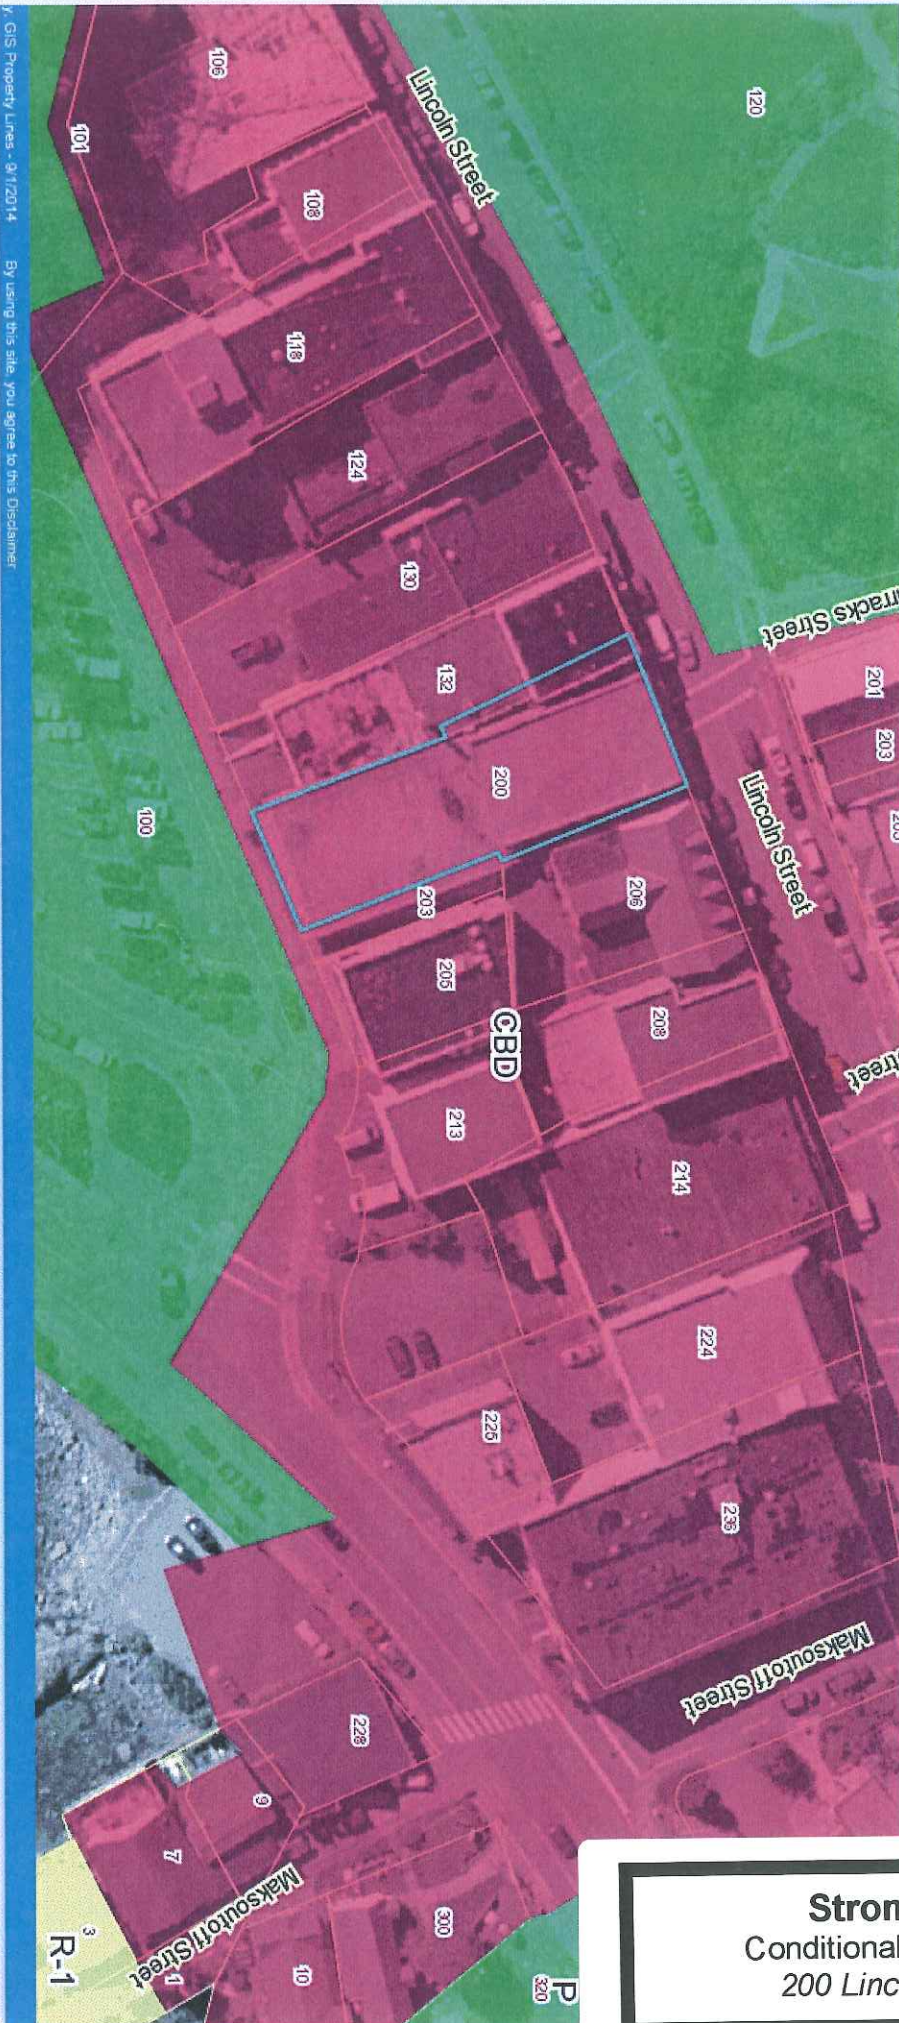 120
106
Lincoln Street
101
108
118
124
130
132
200
100
201
203
Lincoln Street
206
203
205
CBD
208
213
214
224
225
236
Maksoutoff Street
228
9
7
Maksoutoff Street
300
10
1
3
R-1
P
320
Stron
Conditional
200 Linc
GIS Property Lines - 9/1/2014 By using this site, you agree to this Disclaimer